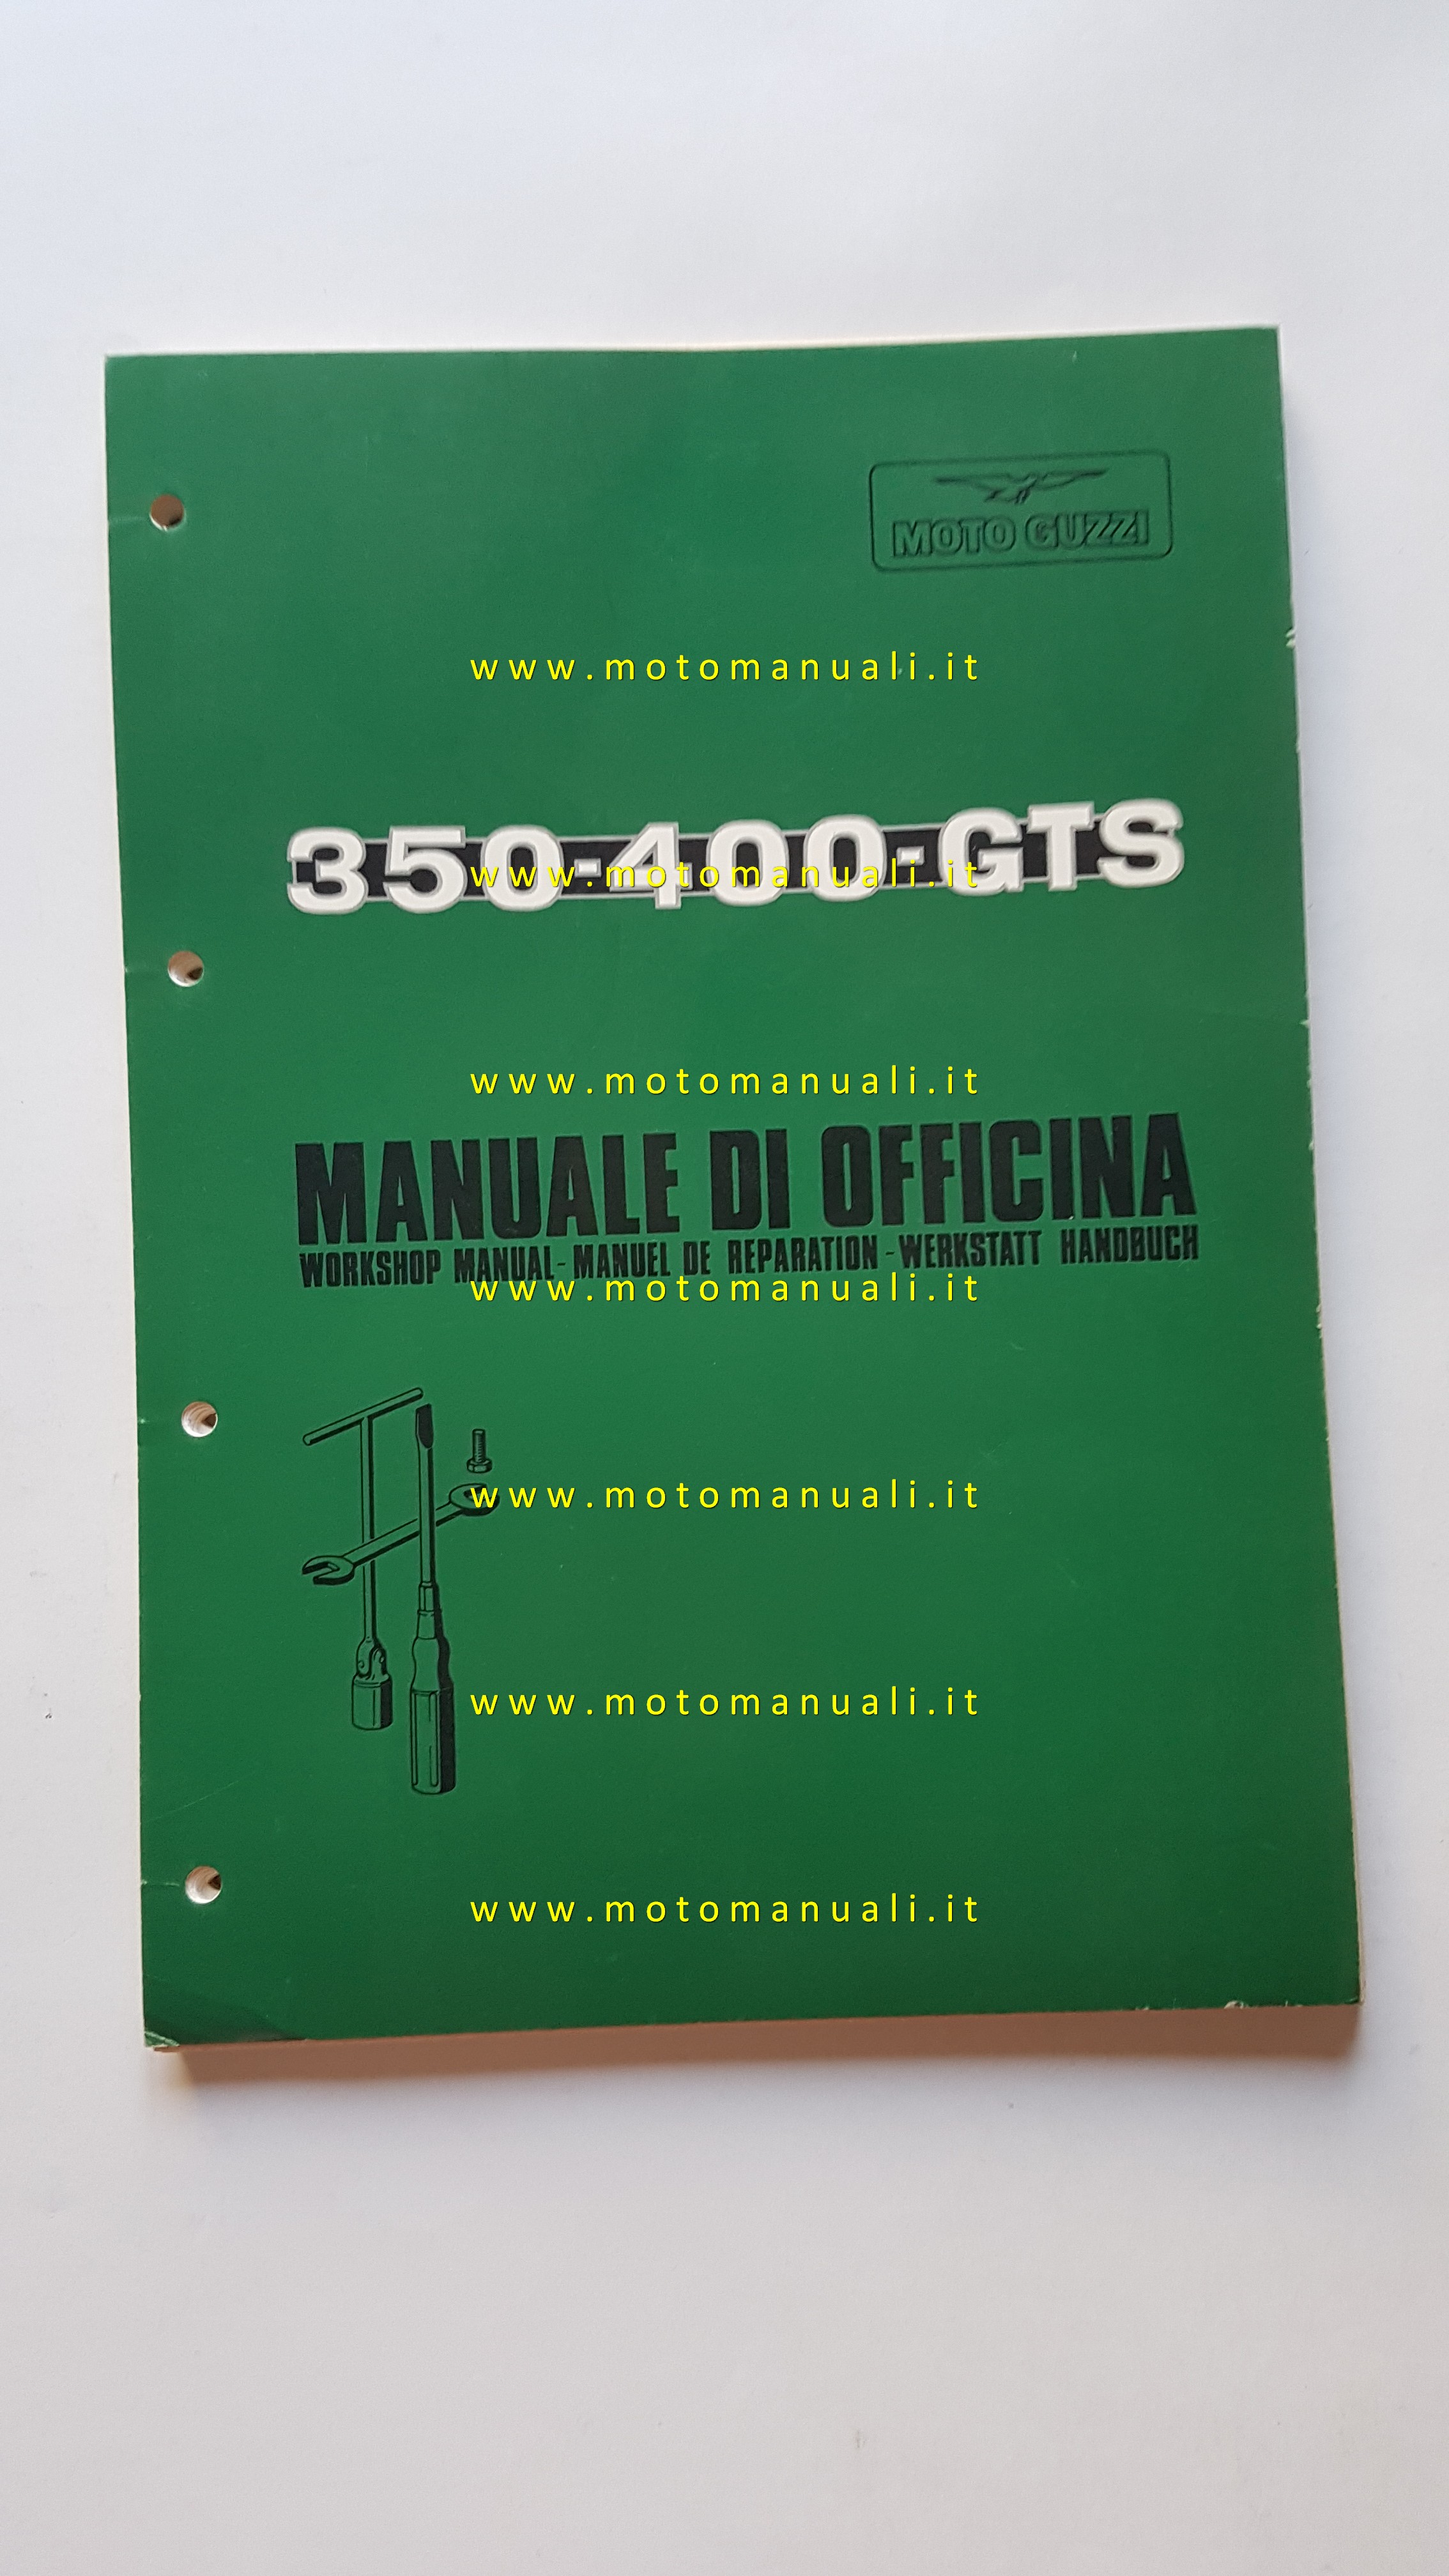 MOTO GUZZI
www.motomanuali.it
350-400-GTS
www.motomanuali.it
www.motomanuali.it
MANUALE DI OFFICINA
WORKSHOP MANUAL-MANUEL DE REPARATION-WERKSTATT HANDBUCH
www.motomanuali.it
www.motomanuali.it
www.motomanuali.it
www.motomanuali.it